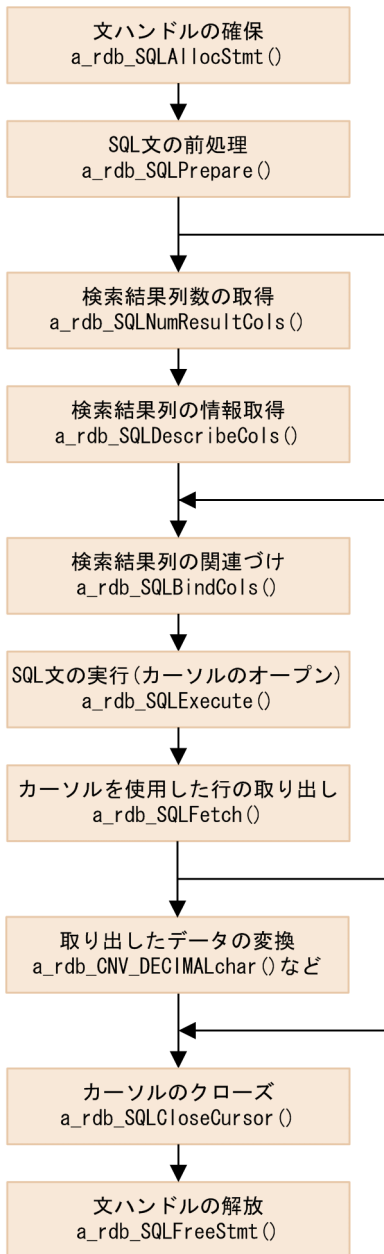 文ハンドルの確保
a_rdb_SQLAllocStmt()
SQL文の前処理
a_rdb_SQLPrepare()
検索結果列数の取得
a_rdb_SQLNumResultCols()
検索結果列の情報取得
a_rdb_SQLDescribeCols()
検索結果列の関連づけ
a_rdb_SQLBindCols()
SQL文の実行(カーソルのオープン)
a_rdb_SQLExecute()
カーソルを使用した行の取り出し
a_rdb_SQLFetch()
取り出したデータの変換
a_rdb_CNV_DECIMALchar()など
カーソルのクローズ
a_rdb_SQLCloseCursor()
文ハンドルの解放
a_rdb_SQLFreeStmt()